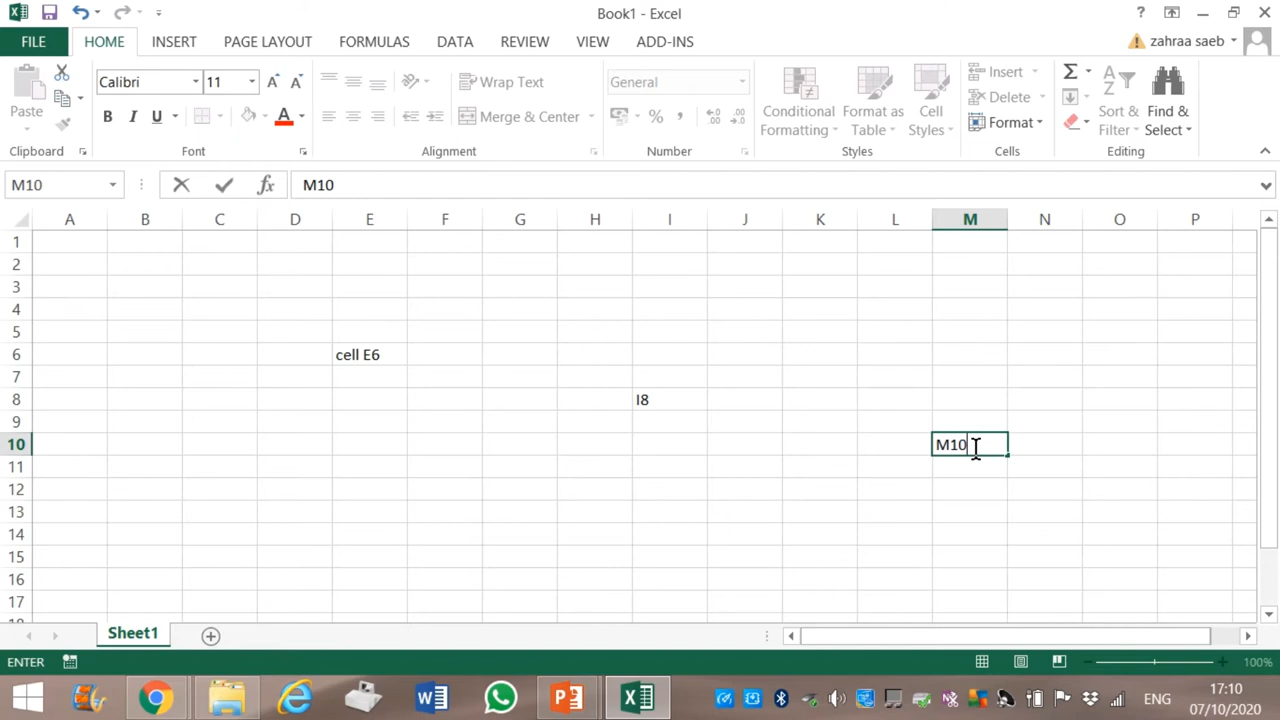 Book1 - Excel
FILE HOME INSERT PAGE LAYOUT FORMULAS DATA REVIEW VIEW ADD-INS zahraa saeb
Paste
Clipboard
Calibri 11
B I U A
Font
Wrap Text
Merge & Center
Alignment
General
%
Number
Conditional Formatting
Format as Table
Cell Styles
Styles
Insert
Delete
Format
Cells
Sort & Filter
Find & Select
Editing
M10 fx M10
A B C D E F G H I J K L M N O P
1
2
3
4
5
6 cell E6
7
8 I8
9
10 M10
11
12
13
14
15
16
17
18
Sheet1
ENTER 100%
ENG 17:10
07/10/2020